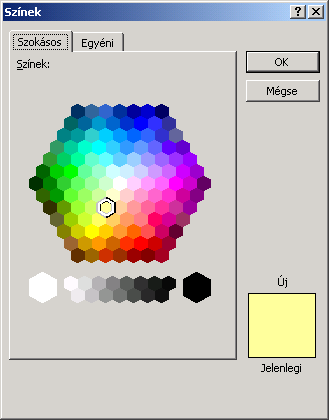 Színek
Szokásos
Egyéni
Színek:
OK
Mégse
Új
Jelenlegi